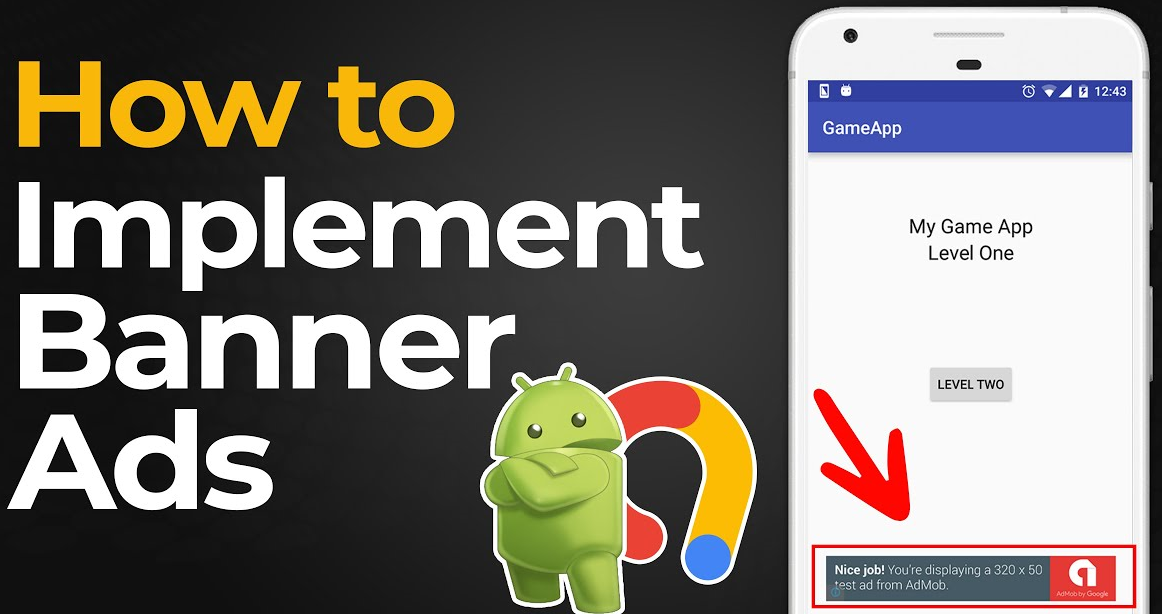 How to
Implement
Banner
Ads
12:43
GameApp
My Game App
Level One
LEVEL TWO
Nice job! You're displaying a 320 x 50
test ad from AdMob.
AdMob by Google